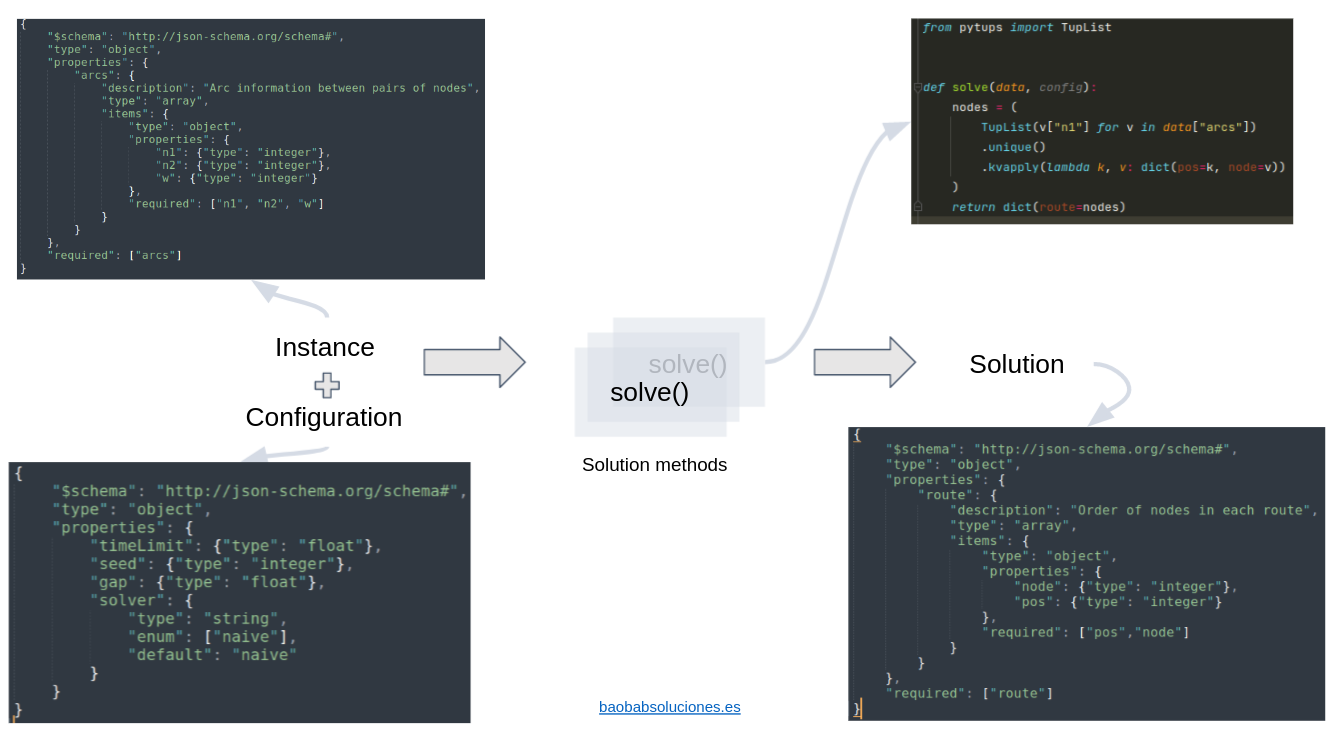 {
    "$schema": "http://json-schema.org/schema#",
    "type": "object",
    "properties": {
        "arcs": {
            "description": "Arc information between pairs of nodes",
            "type": "array",
            "items": {
                "type": "object",
                "properties": {
                    "n1": {"type": "integer"},
                    "n2": {"type": "integer"},
                    "w": {"type": "integer"}
                },
                "required": ["n1", "n2", "w"]
            }
        }
    },
    "required": ["arcs"]
}
from pytups import TupList
def solve(data, config):
    nodes = (
        TupList(v["n1"] for v in data["arcs"])
        .unique()
        .kvapply(lambda k, v: dict(pos=k, node=v))
    )
    return dict(route=nodes)
Instance
Configuration
solve()
solve()
Solution methods
Solution
{
    "$schema": "http://json-schema.org/schema#",
    "type": "object",
    "properties": {
        "timeLimit": {"type": "float"},
        "seed": {"type": "integer"},
        "gap": {"type": "float"},
        "solver": {
            "type": "string",
            "enum": ["naive"],
            "default": "naive"
        }
    }
}
{
    "$schema": "http://json-schema.org/schema#",
    "type": "object",
    "properties": {
        "route": {
            "description": "Order of nodes in each route",
            "type": "array",
            "items": {
                "type": "object",
                "properties": {
                    "node": {"type": "integer"},
                    "pos": {"type": "integer"}
                },
                "required": ["pos","node"]
            }
        }
    },
    "required": ["route"]
}
baobabsoluciones.es